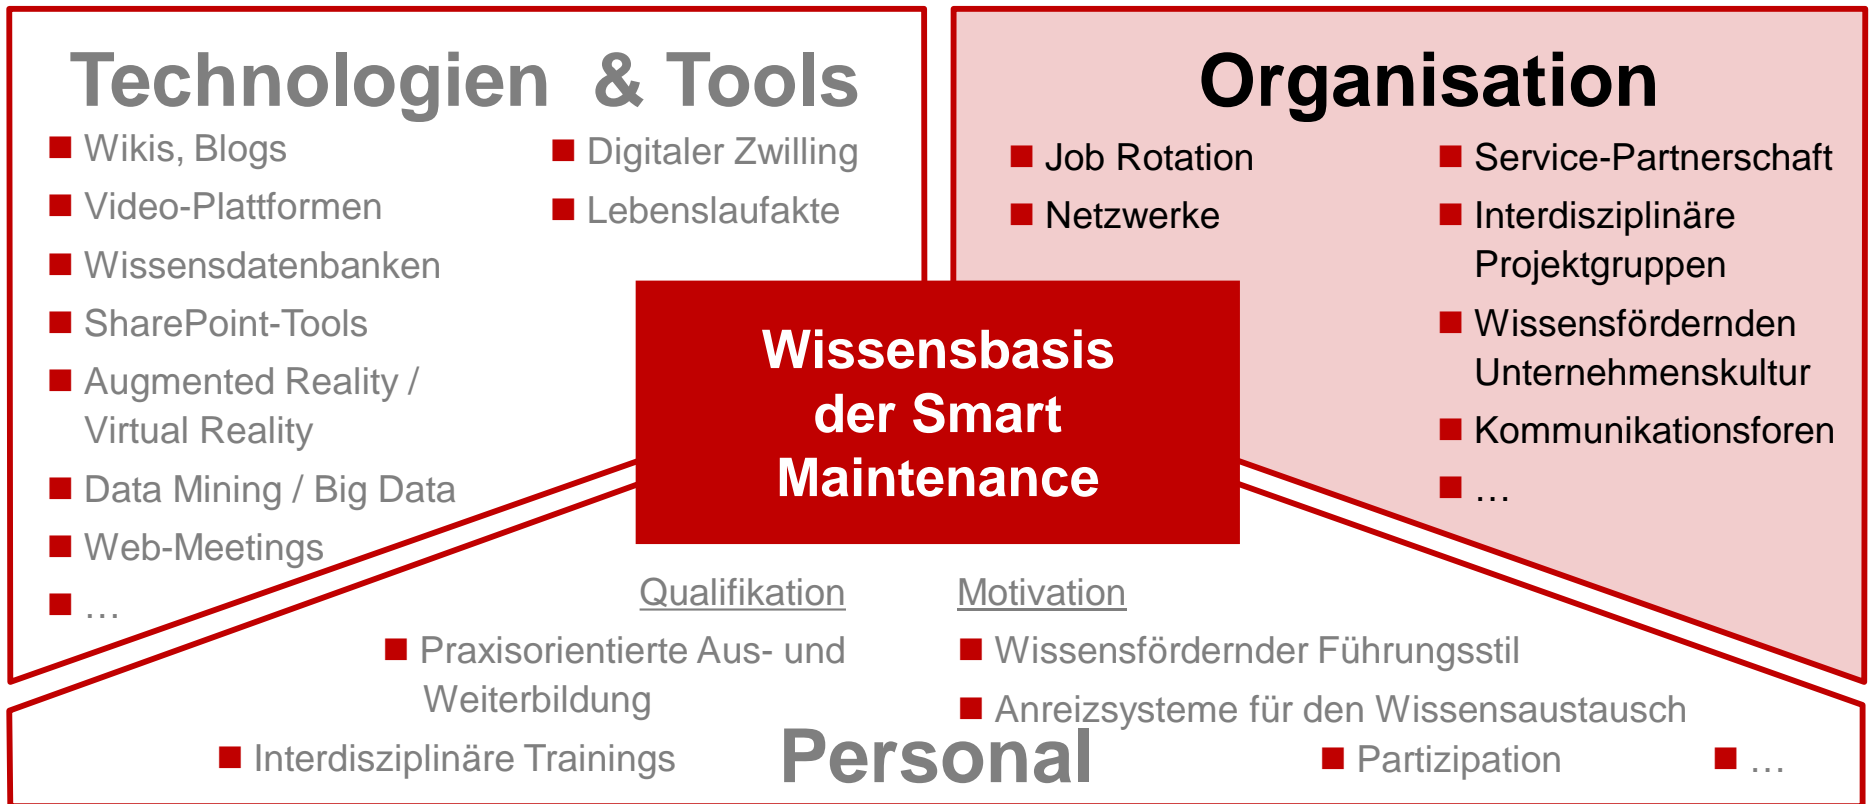 Technologien & Tools
Wikis, Blogs
Video-Plattformen
Wissensdatenbanken
SharePoint-Tools
Augmented Reality /
Virtual Reality
Data Mining / Big Data
Web-Meetings
…
Digitaler Zwilling
Lebenslaufakte
Organisation
Job Rotation
Netzwerke
Service-Partnerschaft
Interdisziplinäre
Projektgruppen
Wissensfördernden
Unternehmenskultur
Kommunikationsforen
…
Wissensbasis
der Smart
Maintenance
Qualifikation
Praxisorientierte Aus- und
Weiterbildung
Interdisziplinäre Trainings
Motivation
Wissensfördernder Führungsstil
Anreizsysteme für den Wissensaustausch
Partizipation
…
Personal